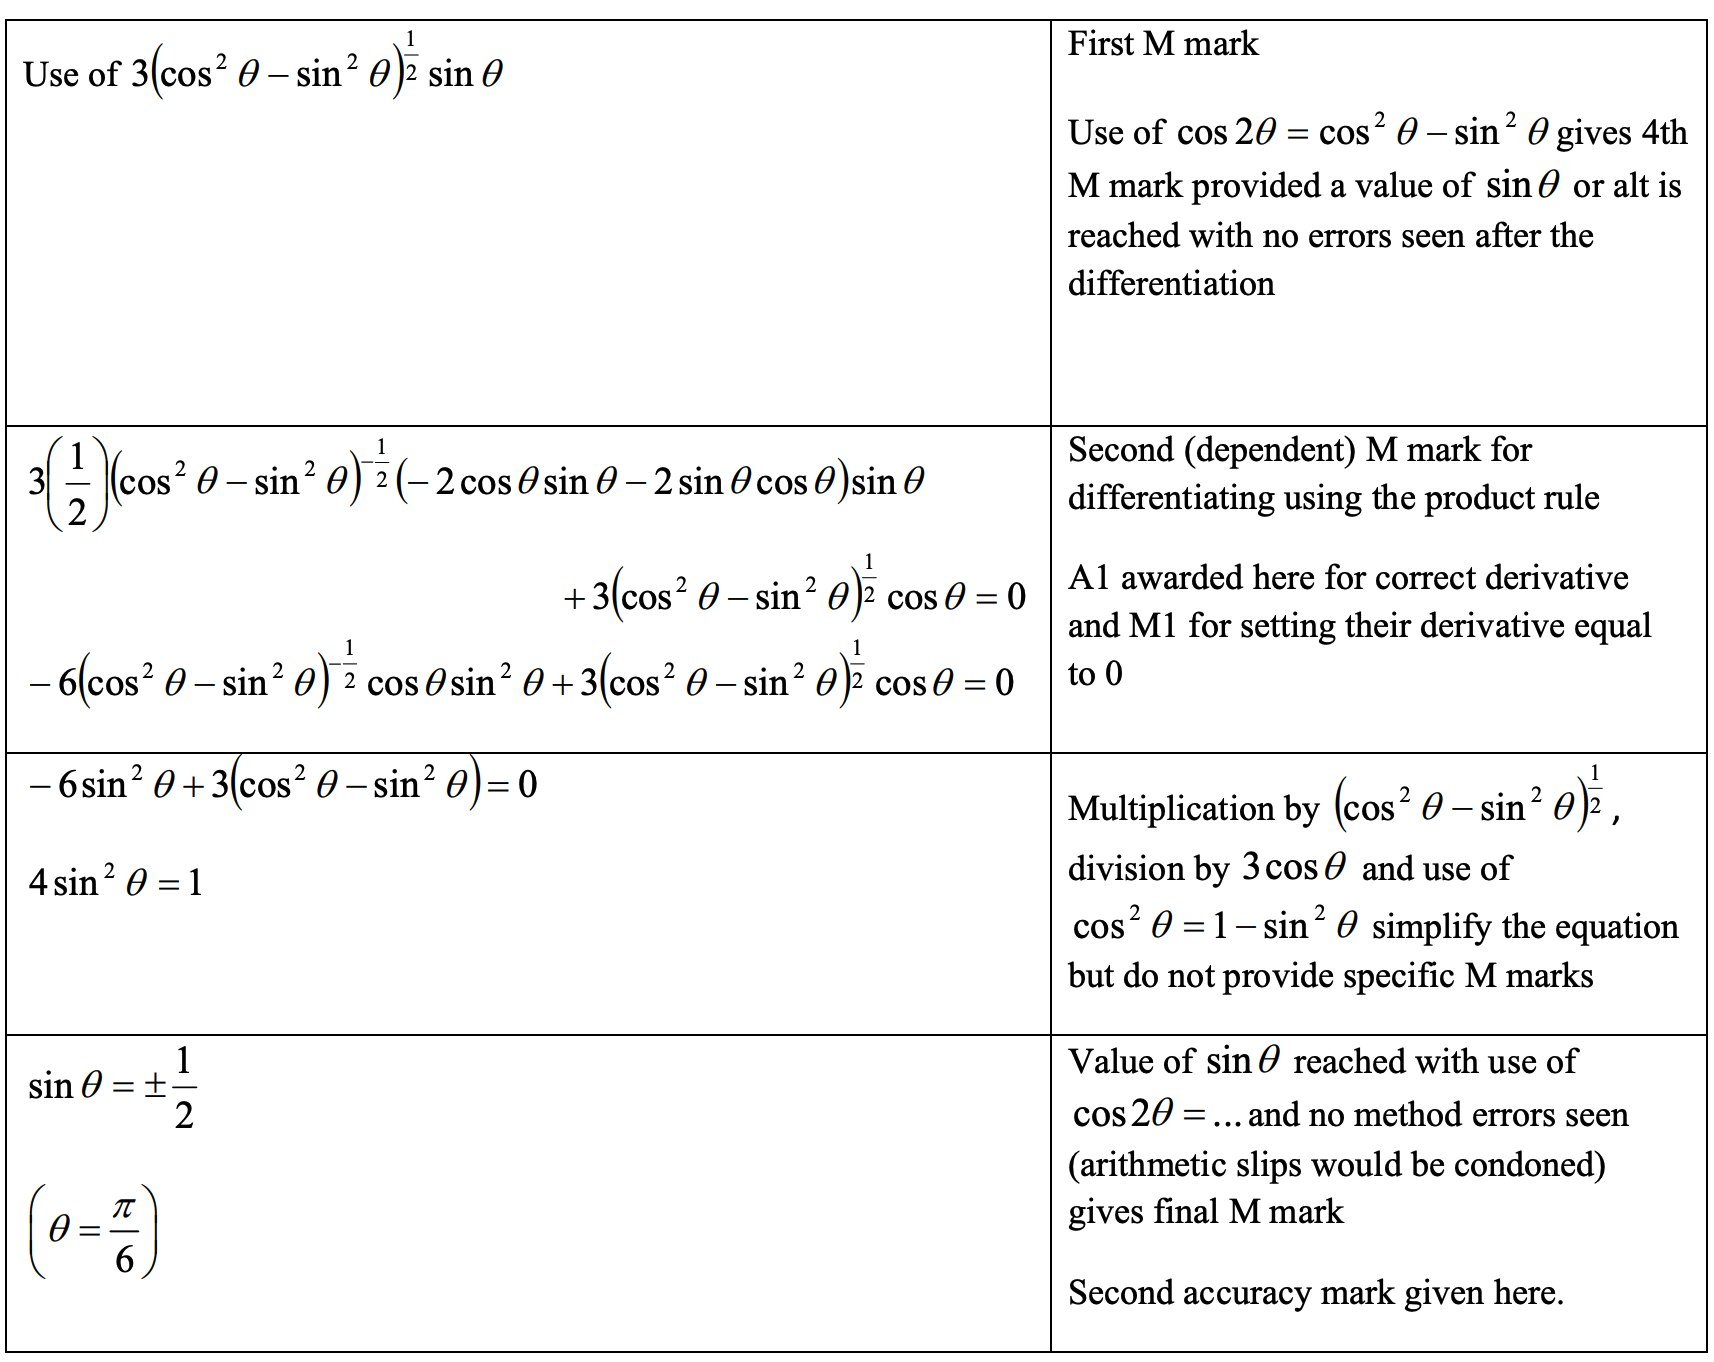 Use of 3(cos² θ – sin² θ)^(1/2) sin θ
First M mark
Use of cos 2θ = cos² θ – sin² θ gives 4th
M mark provided a value of sin θ or alt is
reached with no errors seen after the
differentiation
3(1/2)(cos² θ – sin² θ)^(-1/2) (– 2 cos θ sin θ – 2 sin θ cos θ) sin θ
+ 3(cos² θ – sin² θ)^(1/2) cos θ = 0
– 6(cos² θ – sin² θ)^(-1/2) cos θ sin² θ + 3(cos² θ – sin² θ)^(1/2) cos θ = 0
Second (dependent) M mark for
differentiating using the product rule
A1 awarded here for correct derivative
and M1 for setting their derivative equal
to 0
– 6 sin² θ + 3(cos² θ – sin² θ) = 0
4 sin² θ = 1
Multiplication by (cos² θ – sin² θ)^(1/2) ,
division by 3 cos θ and use of
cos² θ = 1 – sin² θ simplify the equation
but do not provide specific M marks
sin θ = ± 1/2
(θ = π/6)
Value of sin θ reached with use of
cos 2θ = ... and no method errors seen
(arithmetic slips would be condoned)
gives final M mark
Second accuracy mark given here.